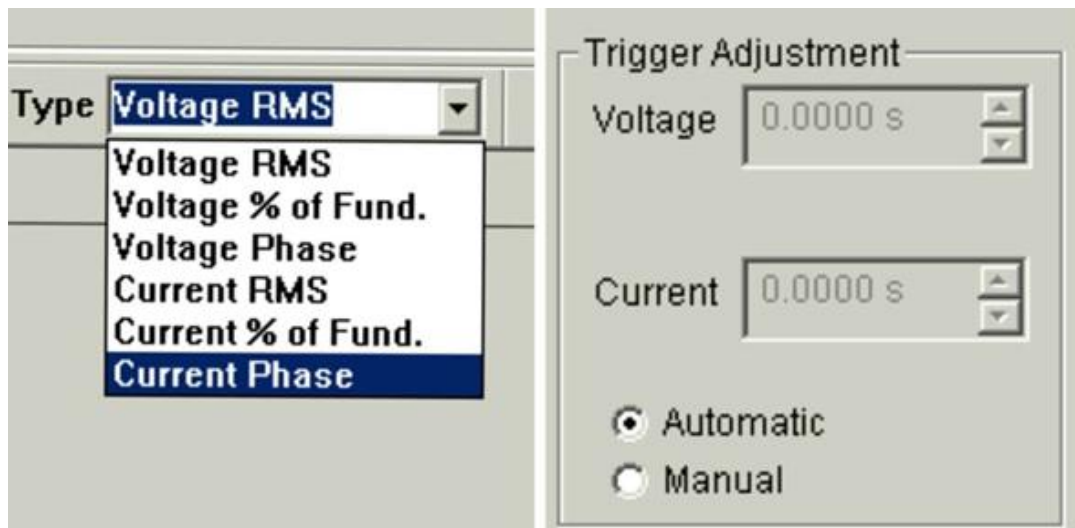 Type Voltage RMS
Voltage RMS
Voltage % of Fund.
Voltage Phase
Current RMS
Current % of Fund.
Current Phase
Trigger Adjustment
Voltage 0.0000 s
Current 0.0000 s
Automatic
Manual